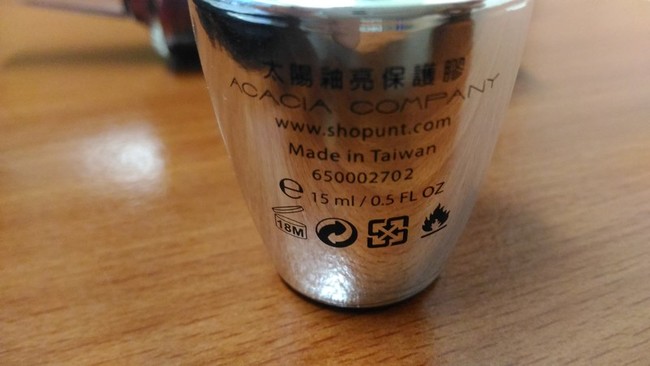 太陽釉亮保護膠
ACACIA COMPANY
www.shopunt.com
Made in Taiwan
650002702
e 15 ml / 0.5 FL OZ
18M